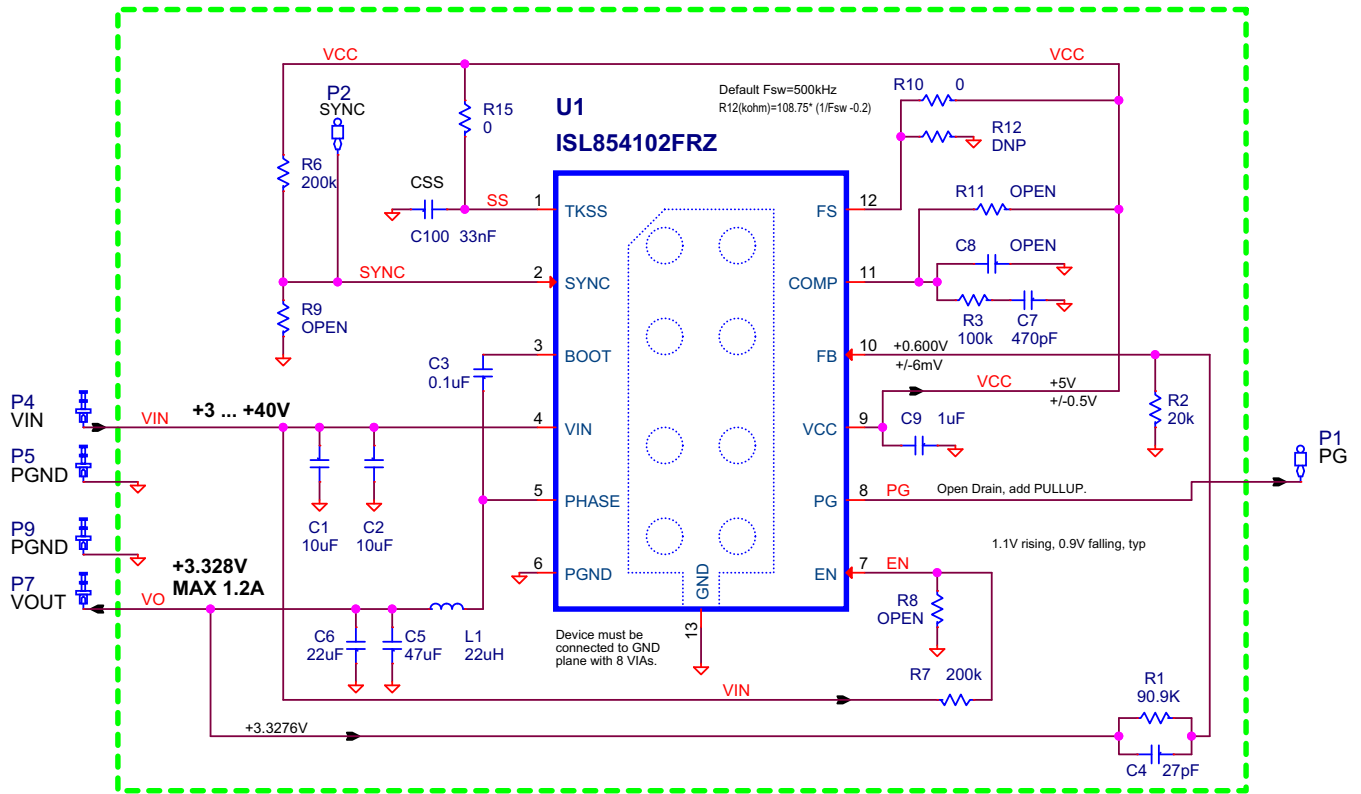 VCC
VCC
P2
SYNC
R15
0
U1
ISL854102FRZ
Default Fsw=500kHz
R12(kohm)=108.75* (1/Fsw -0.2)
R10 0
R12
DNP
R6
200k
CSS
SS
C100 33nF
1
TKSS
12
FS
R11 OPEN
C8 OPEN
SYNC
2
SYNC
11
COMP
R9
OPEN
R3
100k
C7
470pF
3
BOOT
10
FB
+0.600V
+/-6mV
C3
0.1uF
VCC
+5V
+/-0.5V
R2
20k
P4
VIN
VIN
+3 ... +40V
4
VIN
9
VCC
C9 1uF
P5
PGND
P1
PG
C1
10uF
C2
10uF
5
PHASE
8
PG
PG
Open Drain, add PULLUP.
P9
PGND
1.1V rising, 0.9V falling, typ
+3.328V
MAX 1.2A
6
PGND
7
EN
EN
GND
P7
VOUT
VO
R8
OPEN
C6
22uF
C5
47uF
L1
22uH
Device must be
connected to GND
plane with 8 VIAs.
13
VIN
R7 200k
R1
90.9K
+3.3276V
C4 27pF